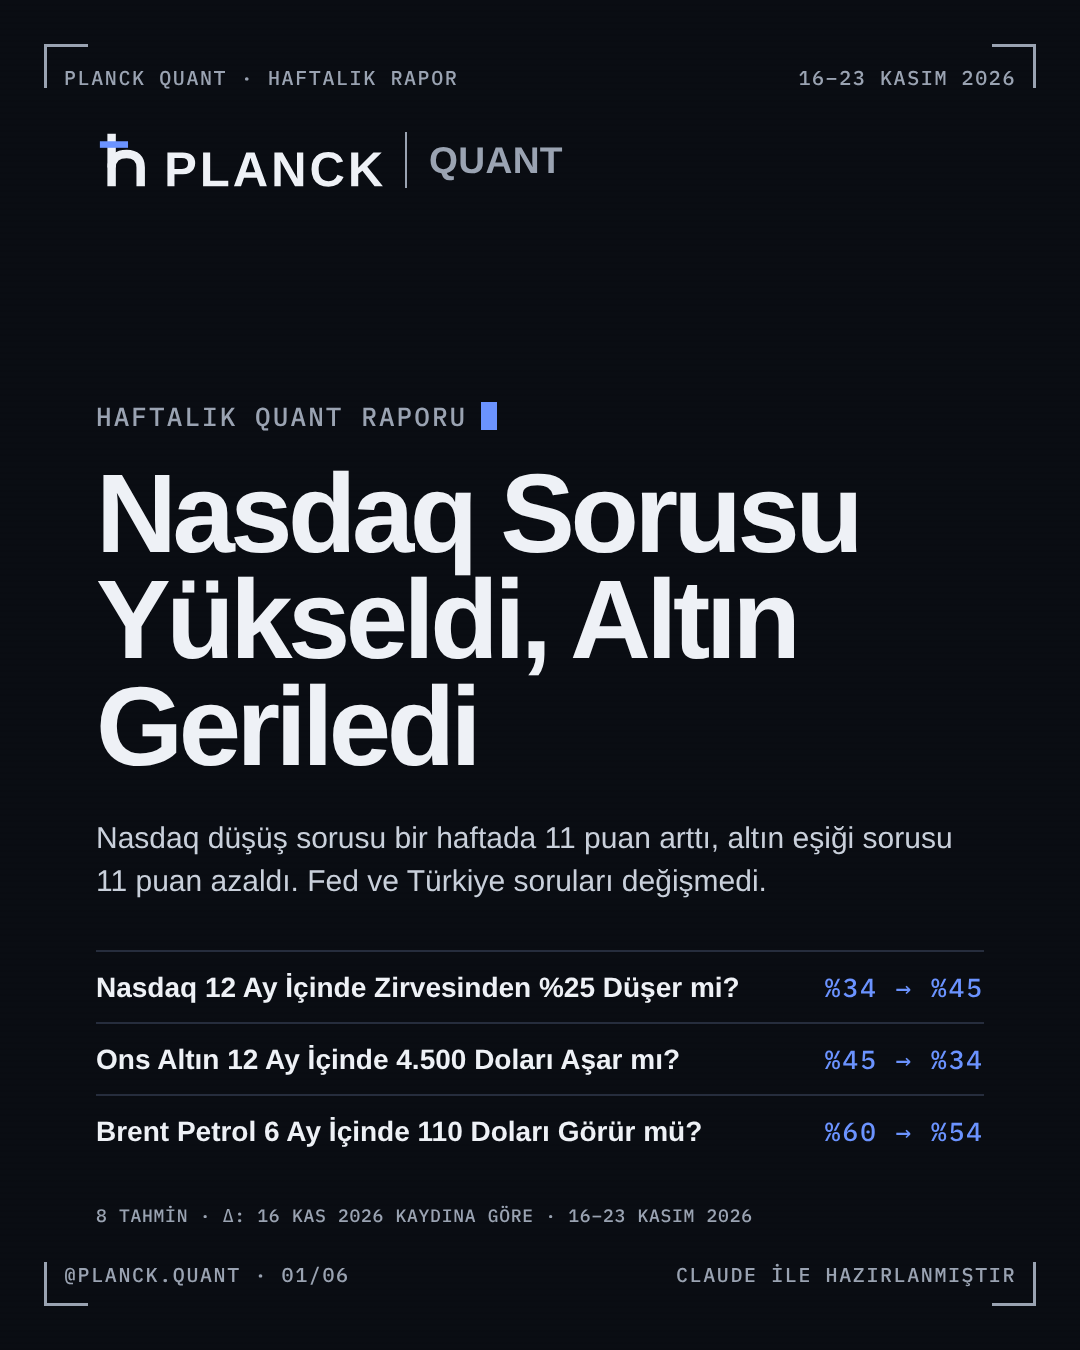 PLANCK QUANT · HAFTALIK RAPOR
16–23 KASIM 2026
ħ PLANCK | QUANT
HAFTALIK QUANT RAPORU
Nasdaq Sorusu
Yükseldi, Altın
Geriledi
Nasdaq düşüş sorusu bir haftada 11 puan arttı, altın eşiği sorusu
11 puan azaldı. Fed ve Türkiye soruları değişmedi.
Nasdaq 12 Ay İçinde Zirvesinden %25 Düşer mi? %34 → %45
Ons Altın 12 Ay İçinde 4.500 Doları Aşar mı? %45 → %34
Brent Petrol 6 Ay İçinde 110 Doları Görür mü? %60 → %54
8 TAHMİN · Δ: 16 KAS 2026 KAYDINA GÖRE · 16–23 KASIM 2026
@PLANCK.QUANT · 01/06
CLAUDE İLE HAZIRLANMIŞTIR